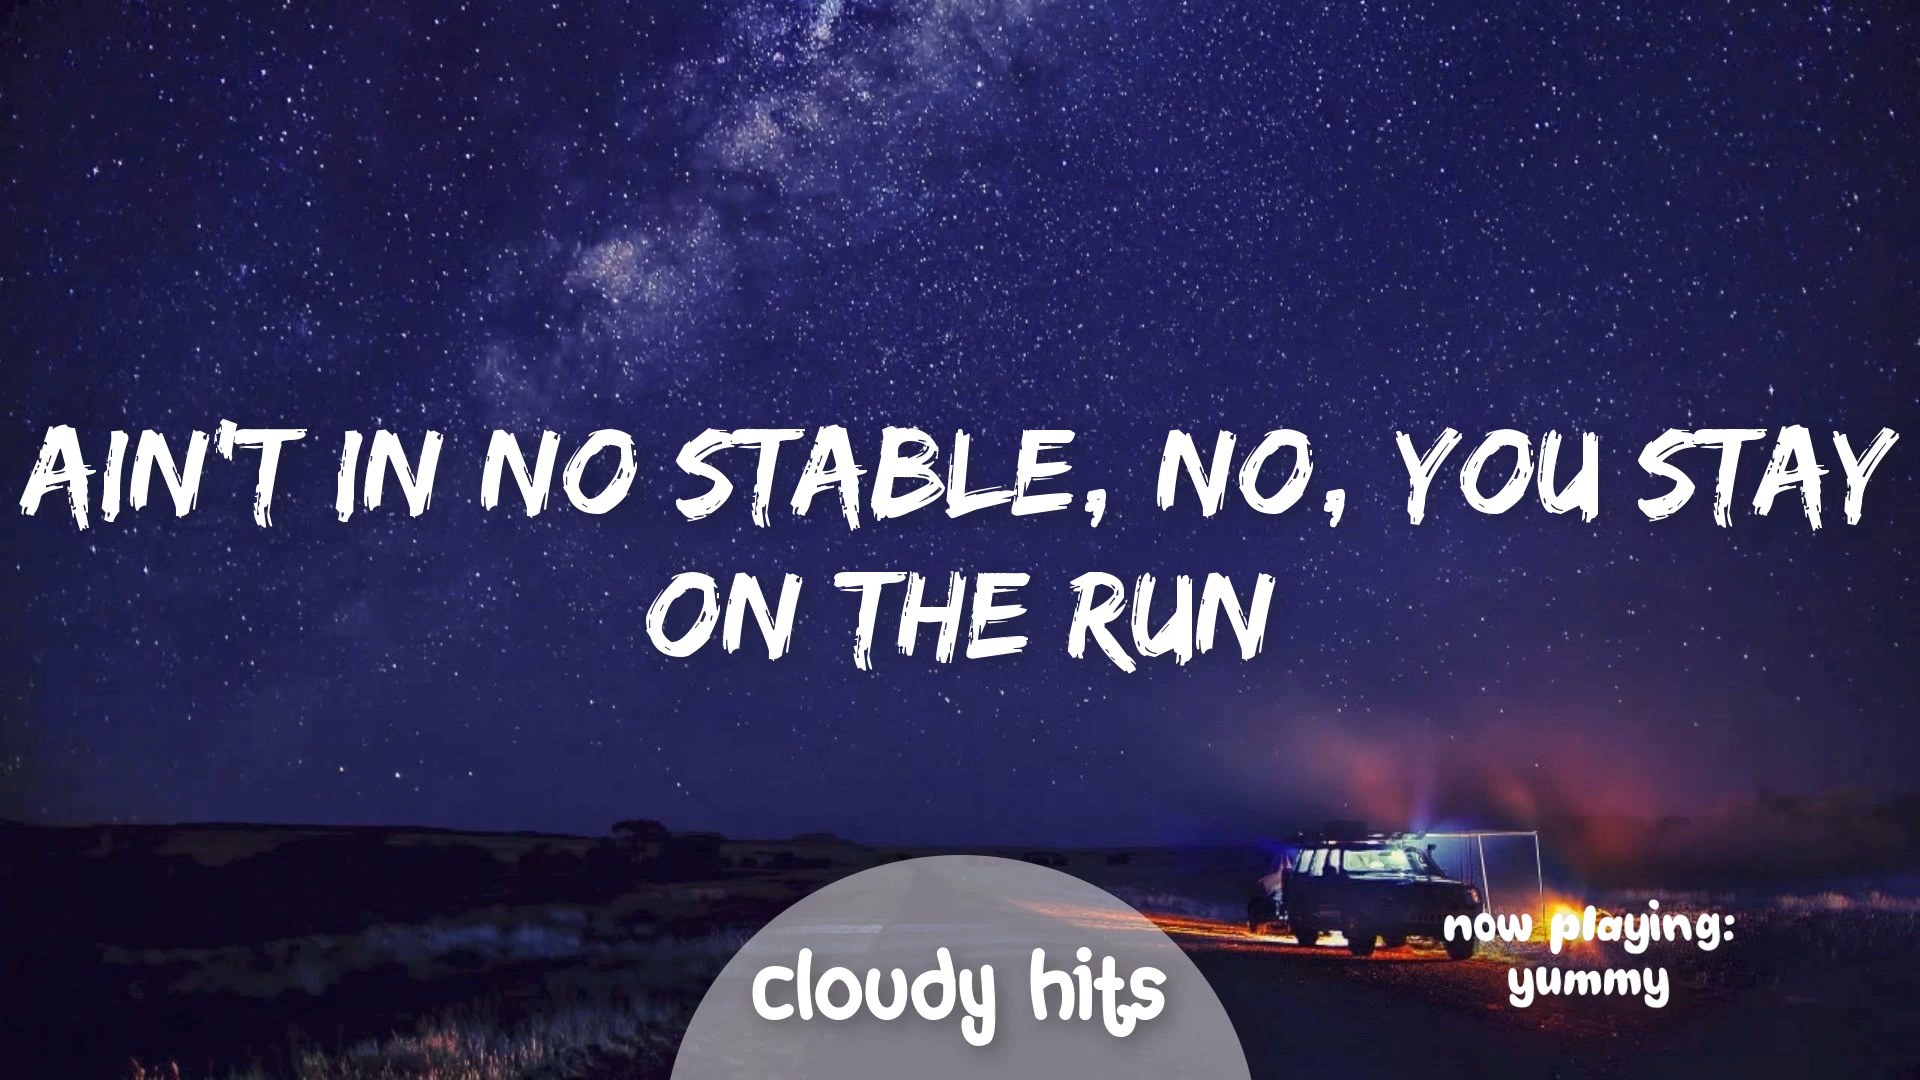 AIN'T IN NO STABLE, NO, YOU STAY
ON THE RUN
cloudy hits
now playing:
yummy